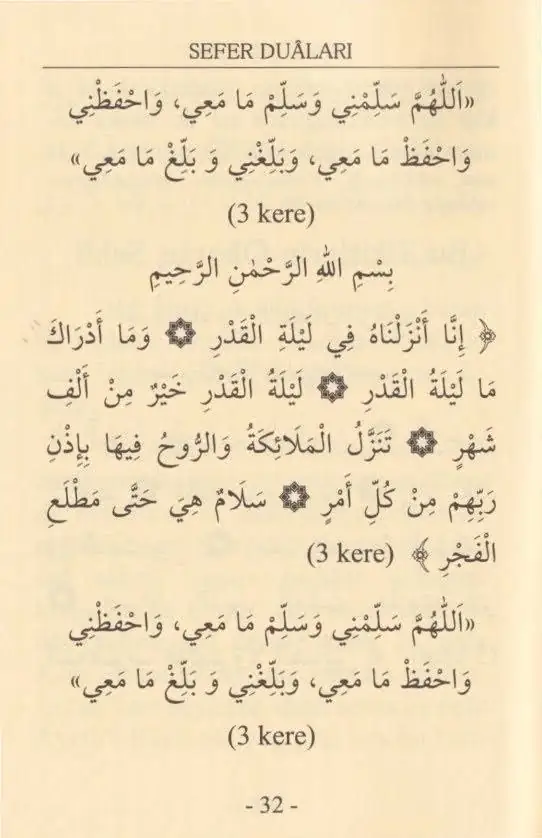 SEFER DUÂLARI
«اَللّٰهُمَّ سَلِّمْنِي وَسَلِّمْ مَا مَعِي، وَاحْفَظْنِي
وَاحْفَظْ مَا مَعِي، وَبَلِّغْنِي وَ بَلِّغْ مَا مَعِي»
(3 kere)
بِسْمِ اللهِ الرَّحْمٰنِ الرَّحِيمِ
﴿ إِنَّا أَنْزَلْنَاهُ فِي لَيْلَةِ الْقَدْرِ ۞ وَمَا أَدْرَاكَ
مَا لَيْلَةُ الْقَدْرِ ۞ لَيْلَةُ الْقَدْرِ خَيْرٌ مِنْ أَلْفِ
شَهْرٍ ۞ تَنَزَّلُ الْمَلَائِكَةُ وَالرُّوحُ فِيهَا بِإِذْنِ
رَبِّهِمْ مِنْ كُلِّ أَمْرٍ ۞ سَلَامٌ هِيَ حَتَّى مَطْلَعِ
الْفَجْرِ ﴾ (3 kere)
«اَللّٰهُمَّ سَلِّمْنِي وَسَلِّمْ مَا مَعِي، وَاحْفَظْنِي
وَاحْفَظْ مَا مَعِي، وَبَلِّغْنِي وَ بَلِّغْ مَا مَعِي»
(3 kere)
- 32 -